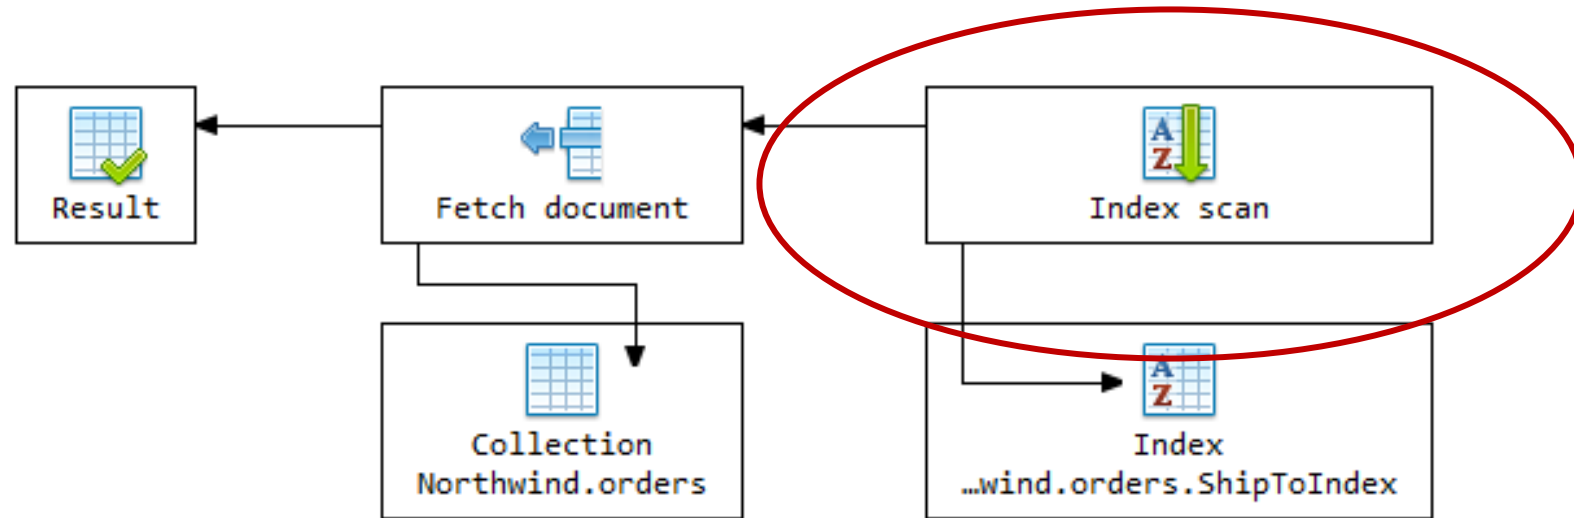 Result
Fetch document
Index scan
Collection
Northwind.orders
Index
…wind.orders.ShipToIndex